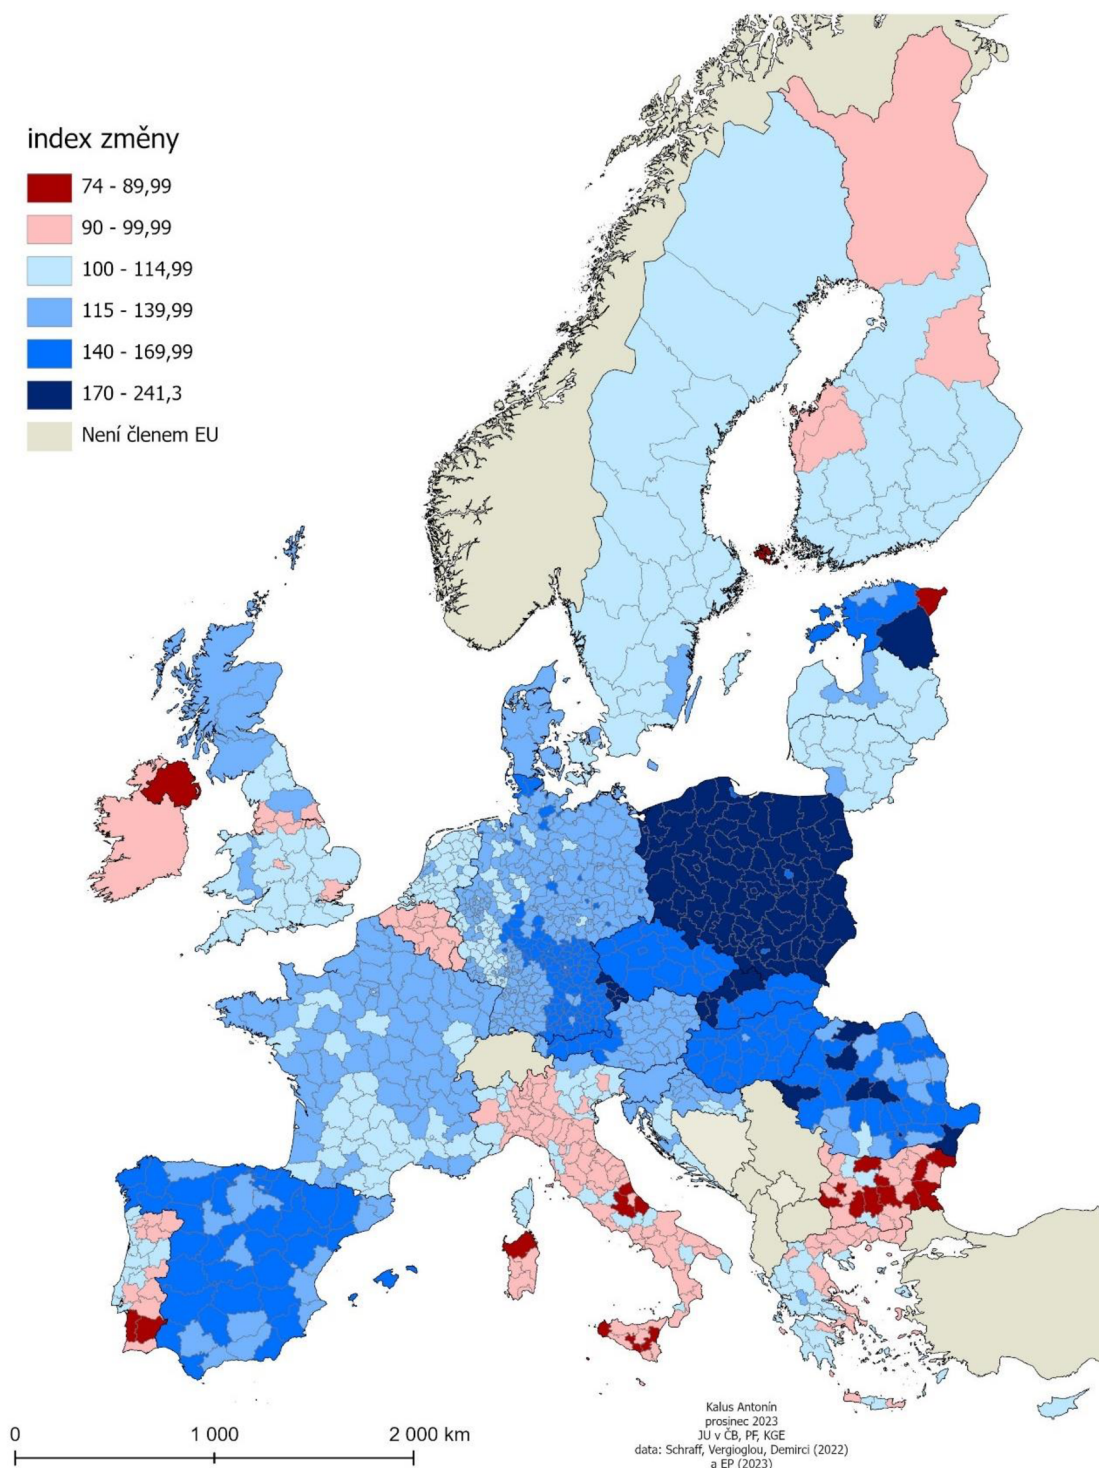 index změny
74 - 89,99
90 - 99,99
100 - 114,99
115 - 139,99
140 - 169,99
170 - 241,3
Není členem EU
0 1 000 2 000 km
Kalus Antonín
prosinec 2023
JU v ČB, PF, KGE
data: Schraff, Vergioglou, Demirci (2022)
a EP (2023)